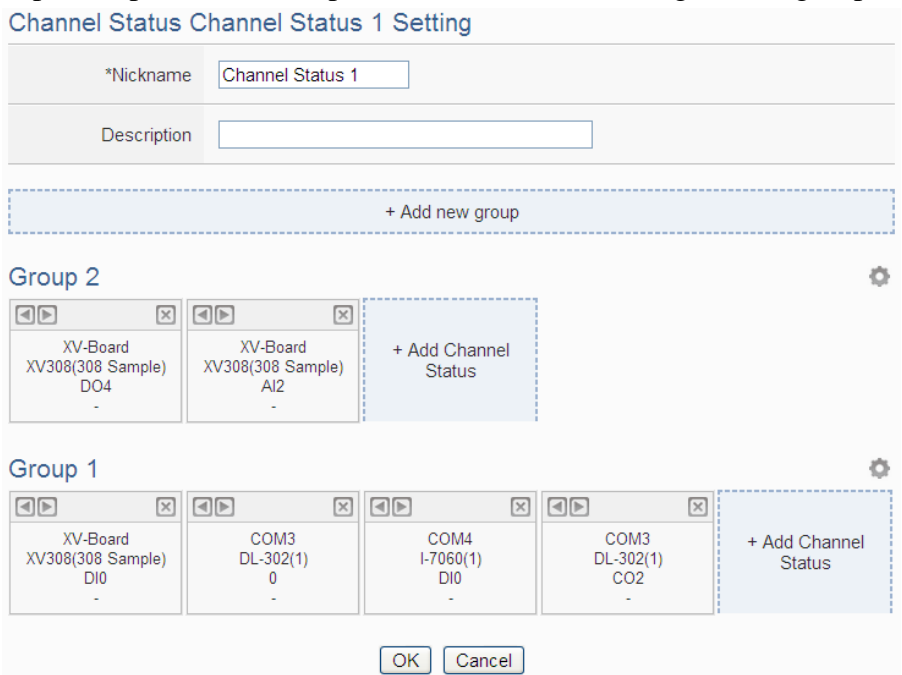 Channel Status Channel Status 1 Setting
*Nickname Channel Status 1
Description
+ Add new group
Group 2
XV-Board
XV308(308 Sample)
DO4
-
XV-Board
XV308(308 Sample)
AI2
-
+ Add Channel
Status
Group 1
XV-Board
XV308(308 Sample)
DI0
-
COM3
DL-302(1)
0
-
COM4
I-7060(1)
DI0
-
COM3
DL-302(1)
CO2
-
+ Add Channel
Status
OK Cancel